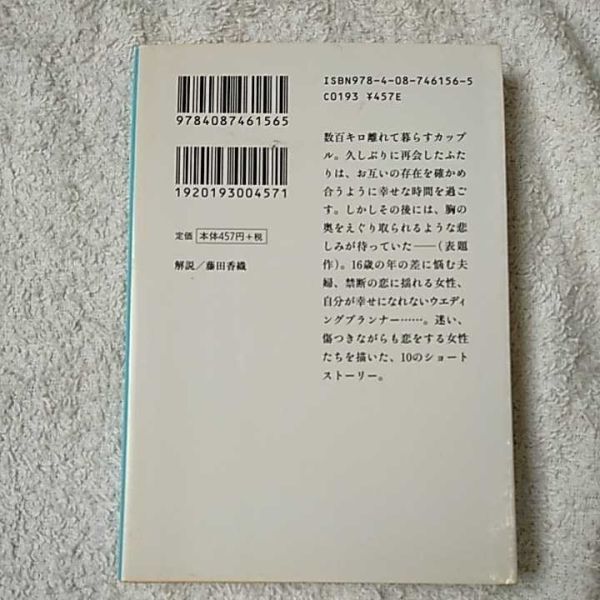 ISBN978-4-08-746156-5
C0193 ¥457E
9784087461565
1920193004571
定価 本体457円+税
解説／藤田香織
数百キロ離れて暮らすカップ
ル。久しぶりに再会したふた
りは、お互いの存在を確かめ
合うように幸せな時間を過ご
す。しかしその後には、胸の
奥をえぐり取られるような悲
しみが待っていた――(表題
作)。16歳の年の差に悩む夫
婦、禁断の恋に揺れる女性、
自分が幸せになれないウエディ
ングプランナー……。迷い、
傷つきながらも恋をする女性
たちを描いた、10のショート
ストーリー。